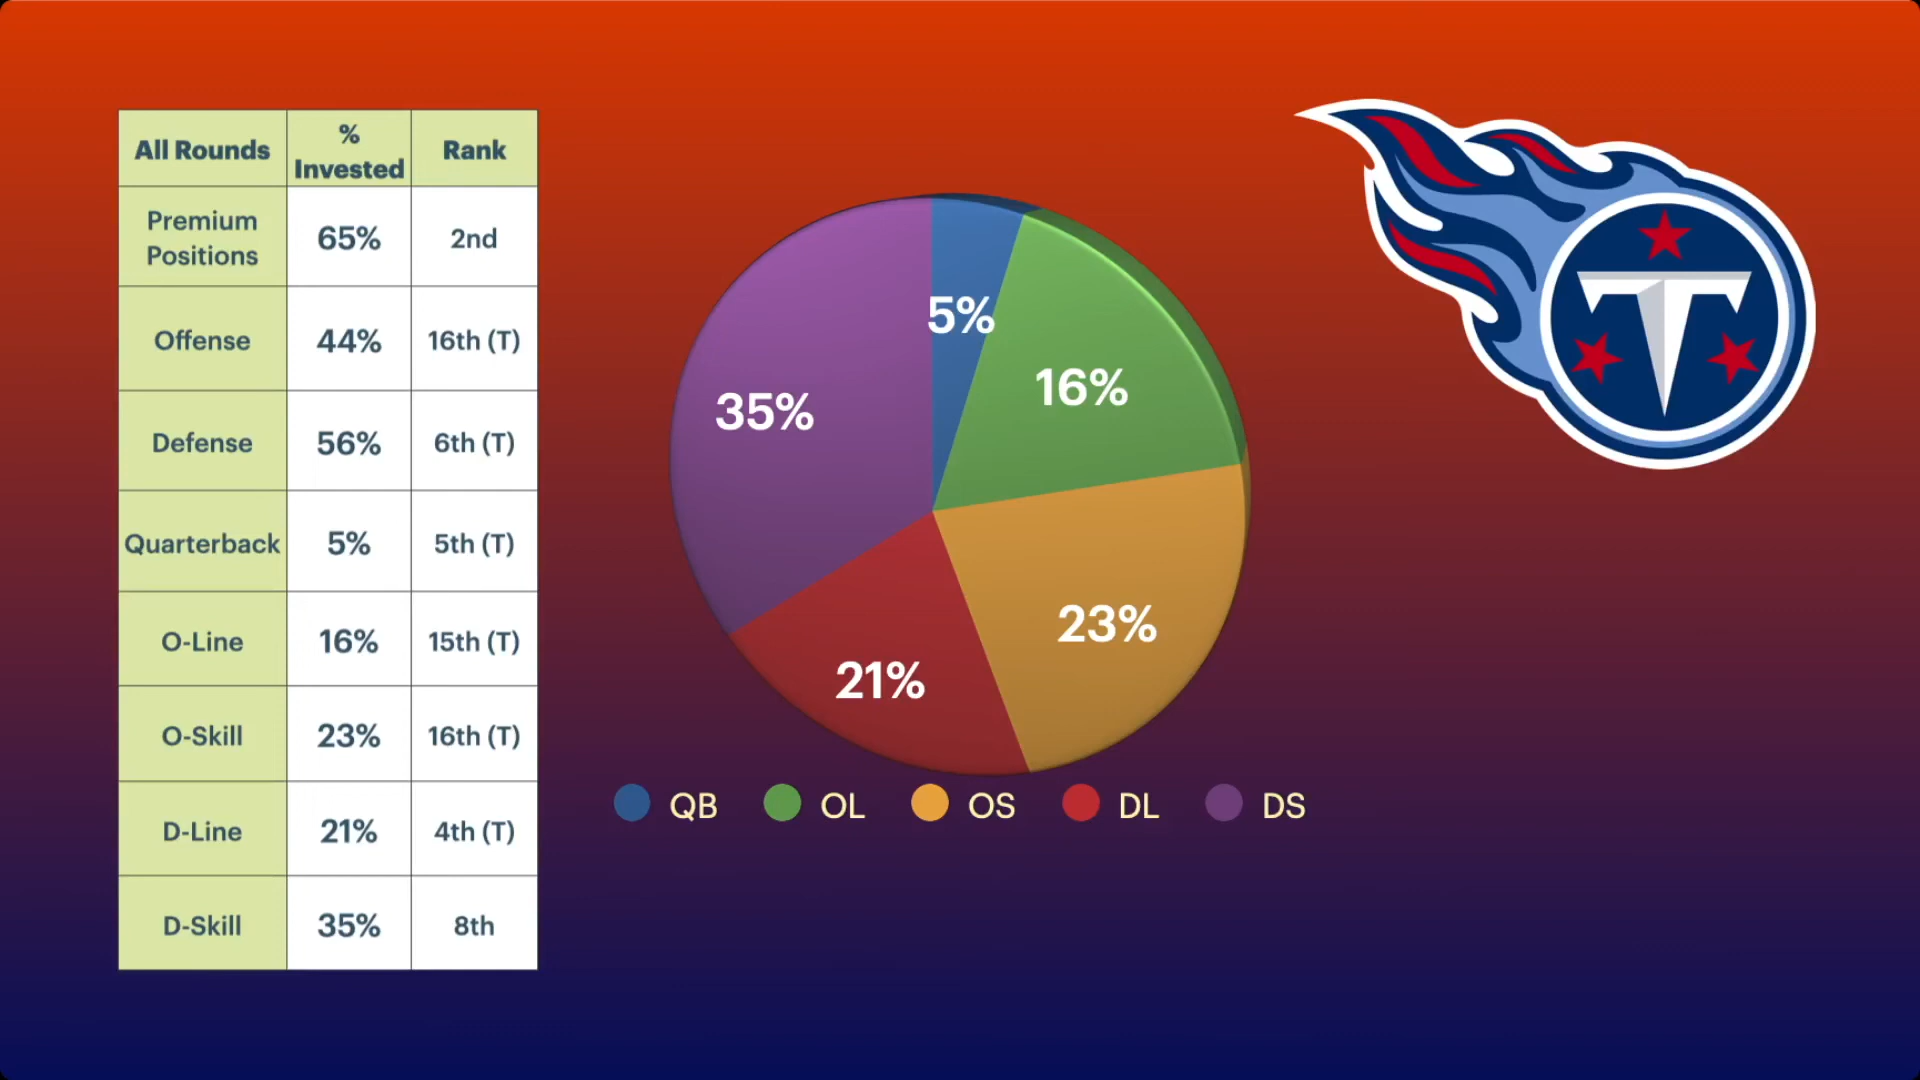 All Rounds
%
Invested
Rank
Premium
Positions
65%
2nd
Offense
44%
16th (T)
Defense
56%
6th (T)
Quarterback
5%
5th (T)
O-Line
16%
15th (T)
O-Skill
23%
16th (T)
D-Line
21%
4th (T)
D-Skill
35%
8th
5%
16%
35%
23%
21%
QB
OL
OS
DL
DS
T